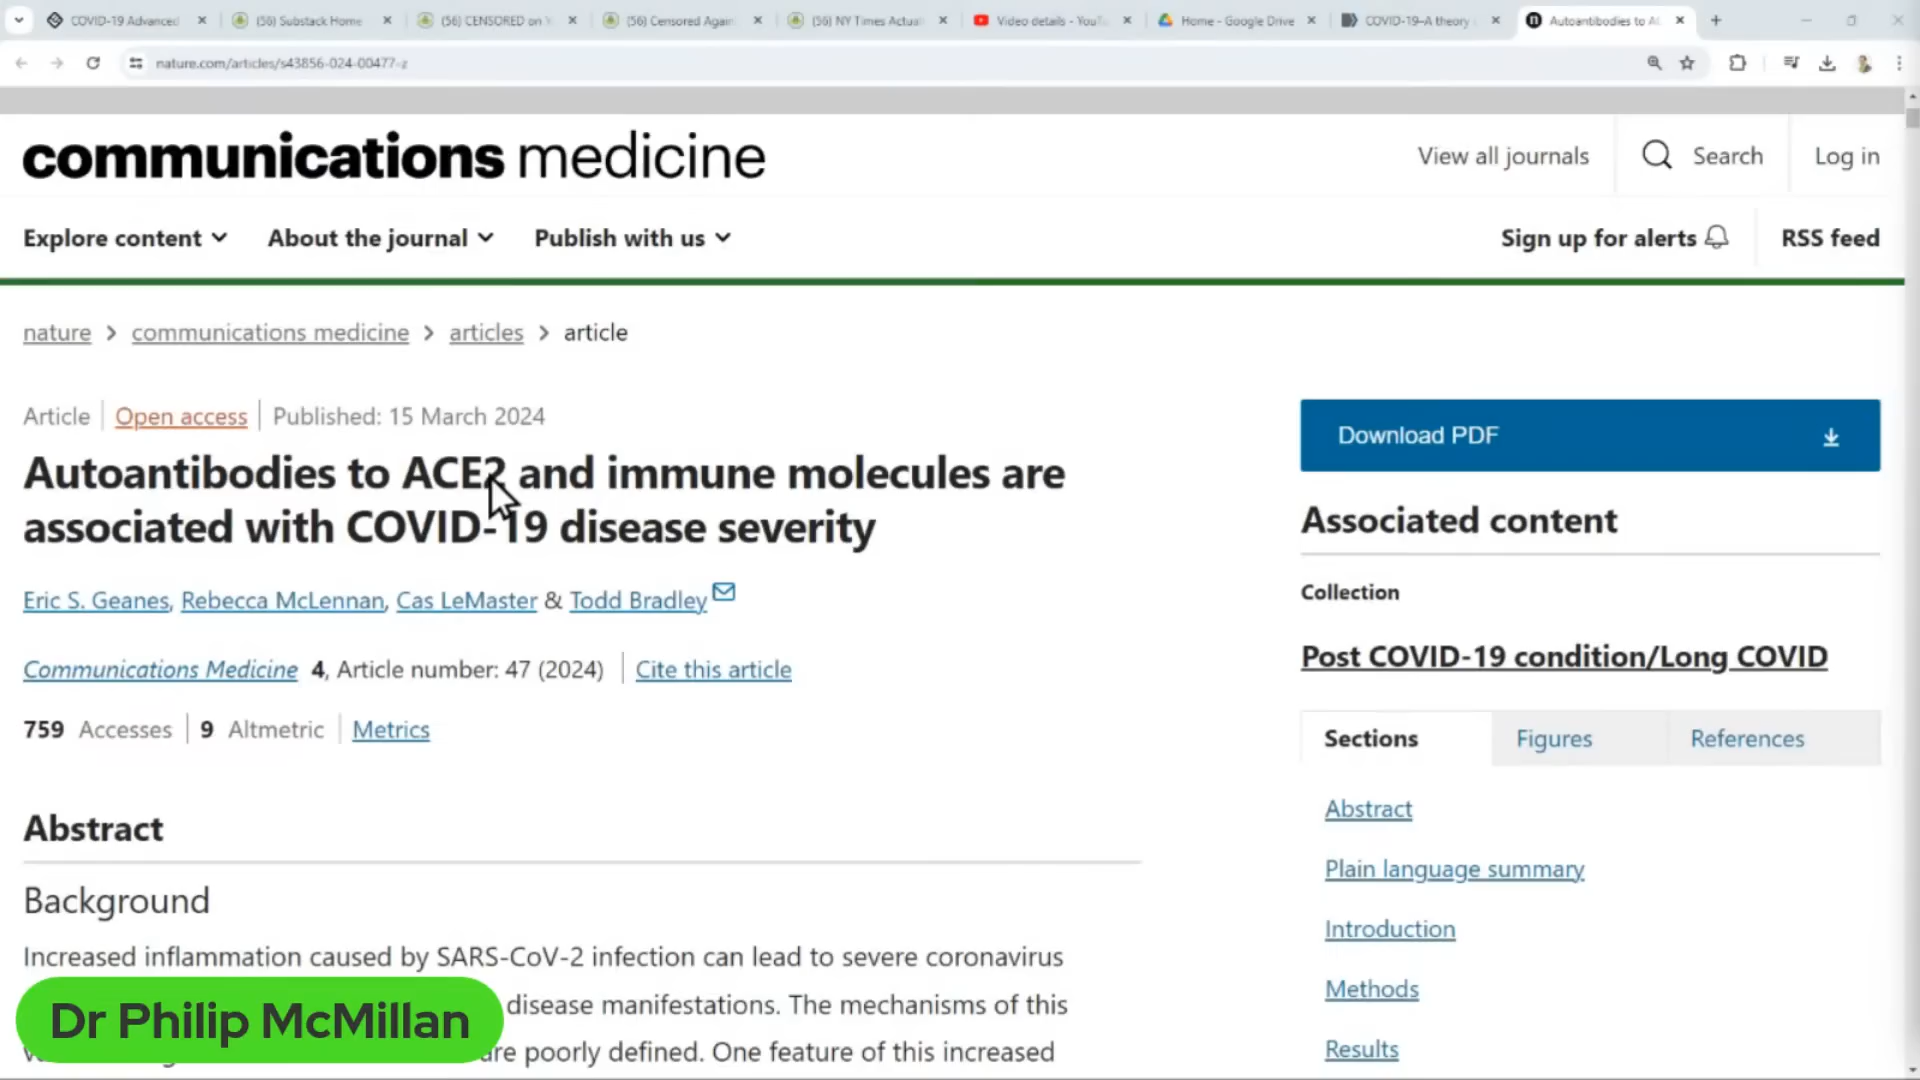 COVID-19 Advanced
(56) Substack Home
(56) CENSORED on
(56) Censored Again
(56) NY Times Actua
Video details - YouT
Home - Google Drive
COVID-19–A theory
Autoantibodies to AC
nature.com/articles/s43856-024-00477-z
communications medicine
View all journals
Search
Log in
Explore content
About the journal
Publish with us
Sign up for alerts
RSS feed
nature > communications medicine > articles > article
Article | Open access | Published: 15 March 2024
Autoantibodies to ACE2 and immune molecules are
associated with COVID-19 disease severity
Eric S. Geanes, Rebecca McLennan, Cas LeMaster & Todd Bradley
Communications Medicine 4, Article number: 47 (2024) | Cite this article
759 Accesses | 9 Altmetric | Metrics
Abstract
Background
Increased inflammation caused by SARS-CoV-2 infection can lead to severe coronavirus
disease manifestations. The mechanisms of this
are poorly defined. One feature of this increased
Dr Philip McMillan
Download PDF
Associated content
Collection
Post COVID-19 condition/Long COVID
Sections
Figures
References
Abstract
Plain language summary
Introduction
Methods
Results